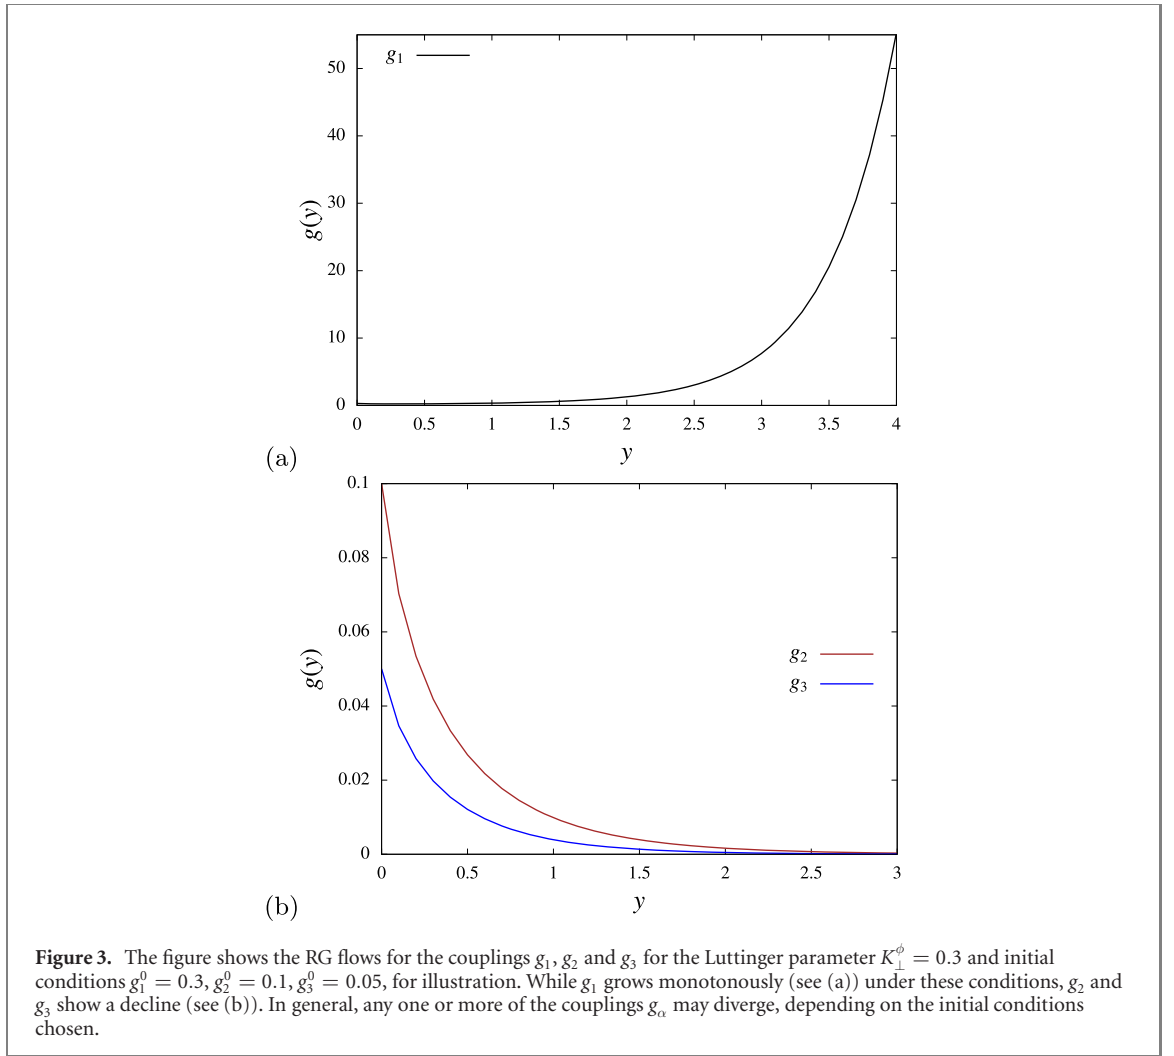 g₁
50
40
30
20
10
0
g(y)
0 0.5 1 1.5 2 2.5 3 3.5 4
y
(a)
0.1
0.08
0.06
0.04
0.02
0
g(y)
g₂
g₃
0 0.5 1 1.5 2 2.5 3
y
(b)
Figure 3. The figure shows the RG flows for the couplings g₁, g₂ and g₃ for the Luttinger parameter K⊥^ϕ = 0.3 and initial
conditions g₁⁰ = 0.3, g₂⁰ = 0.1, g₃⁰ = 0.05, for illustration. While g₁ grows monotonously (see (a)) under these conditions, g₂ and
g₃ show a decline (see (b)). In general, any one or more of the couplings gα may diverge, depending on the initial conditions
chosen.